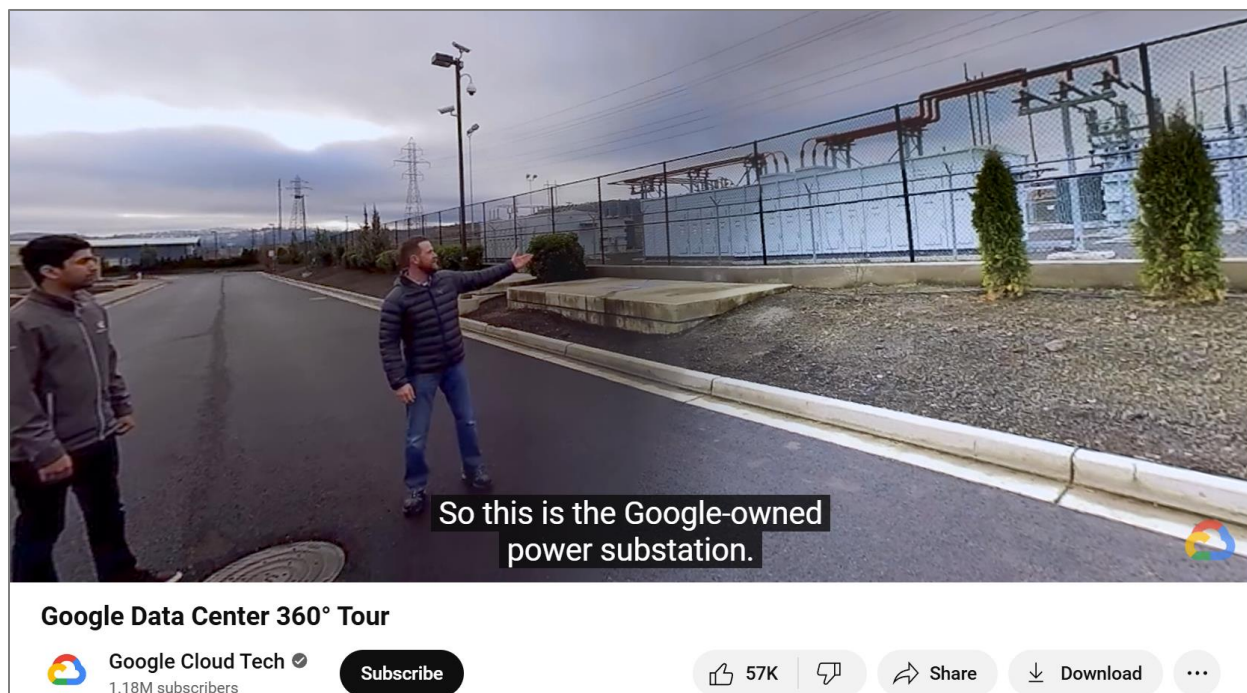 So this is the Google-owned
power substation.
Google Data Center 360° Tour
Google Cloud Tech
1.18M subscribers
Subscribe
57K
Share
Download